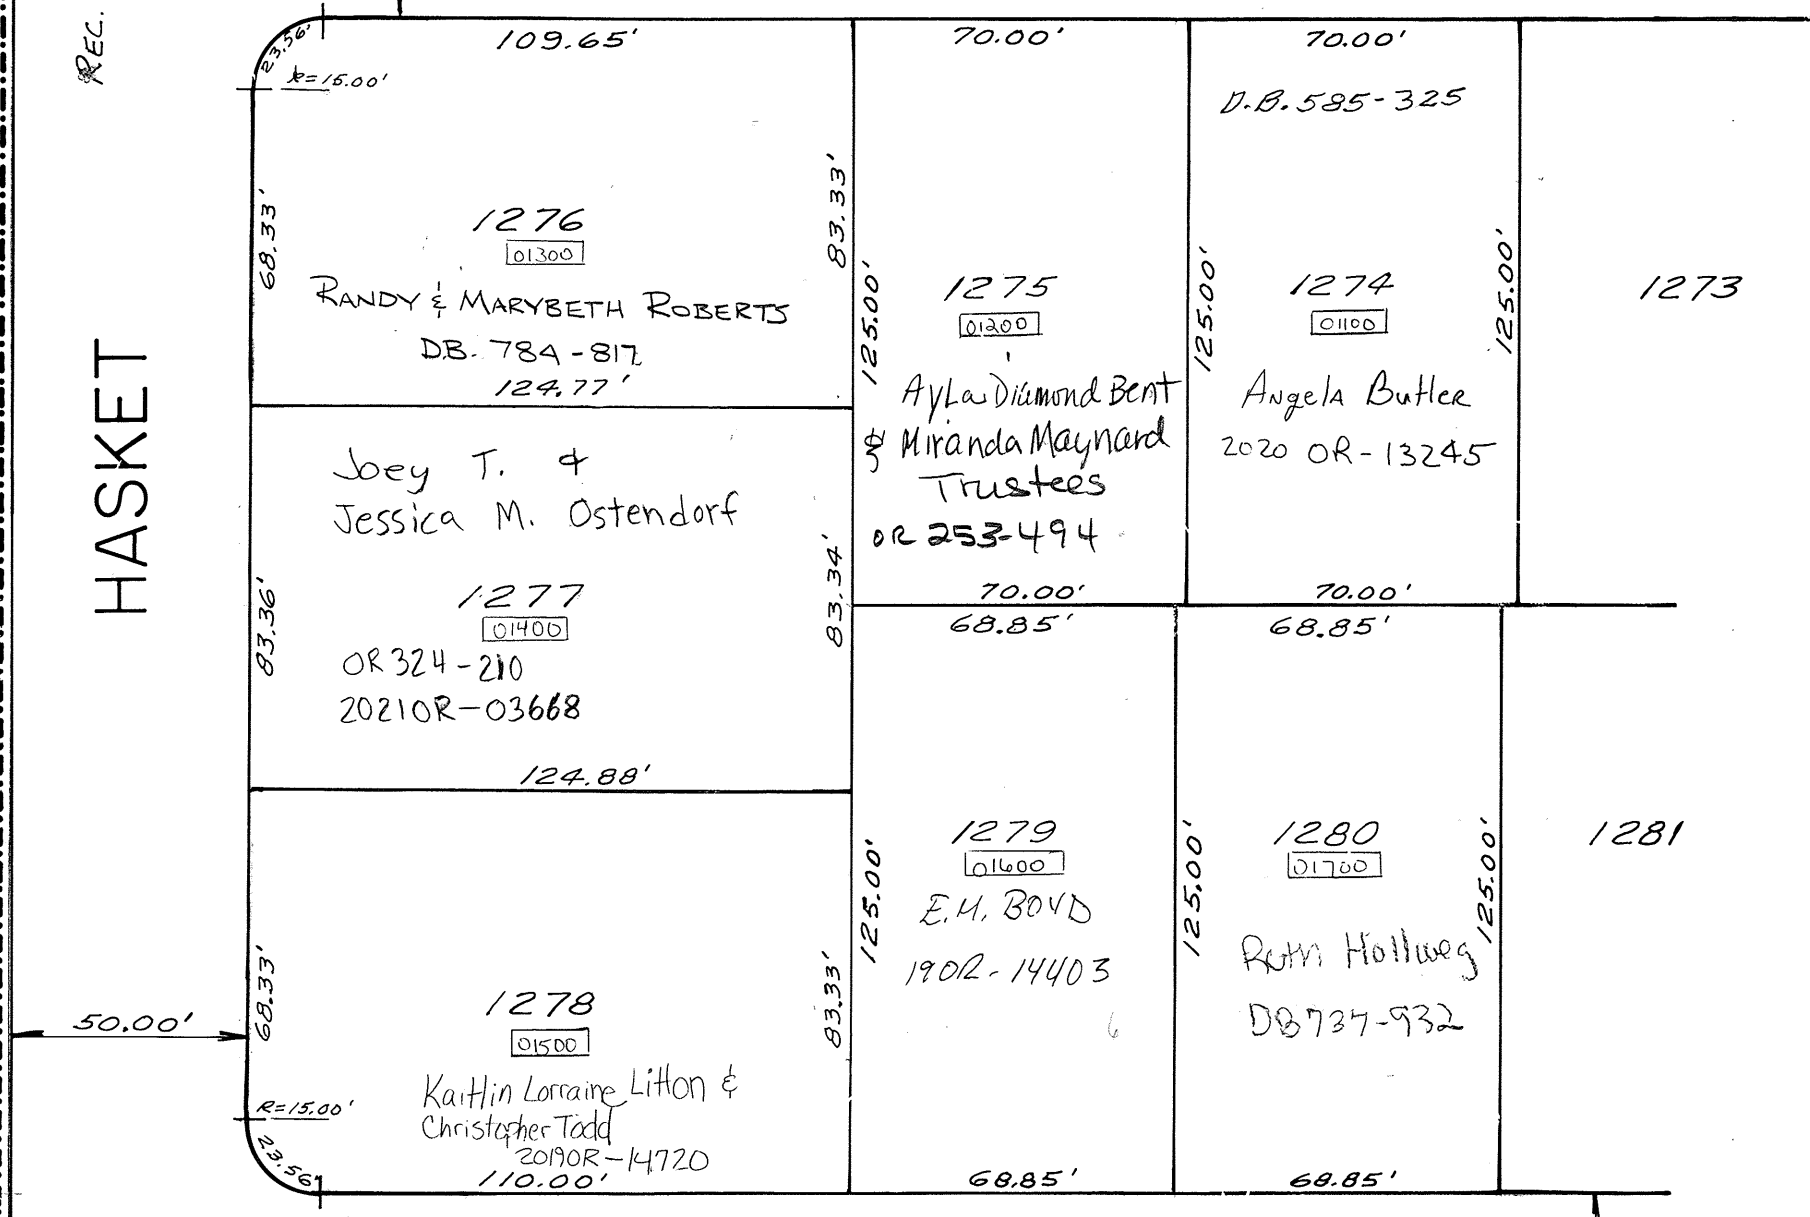 REC.
HASKET
50.00'
23.56'
R=15.00'
109.65'
68.33'
83.33'
1276
01300
RANDY & MARYBETH ROBERTS
D.B. 784-817
124.77'
Joey T. &
Jessica M. Ostendorf
83.36'
83.34'
1277
01400
OR 324-210
2021OR-03668
124.88'
68.33'
83.33'
1278
01500
Kaitlin Lorraine Litton &
Christopher Todd
2019OR-14720
R=15.00'
23.56'
110.00'
70.00'
125.00'
1275
01200
Ayla Diamond Bent
& Miranda Maynard
Trustees
OR 253-494
70.00'
70.00'
D.B. 585-325
125.00'
125.00'
1274
01100
Angela Butler
2020 OR-13245
70.00'
1273
68.85'
125.00'
1279
01600
E.M. BOYD
19OR-14403
6
68.85'
68.85'
125.00'
125.00'
1280
01700
Ruth Hollweg
DB737-932
68.85'
1281